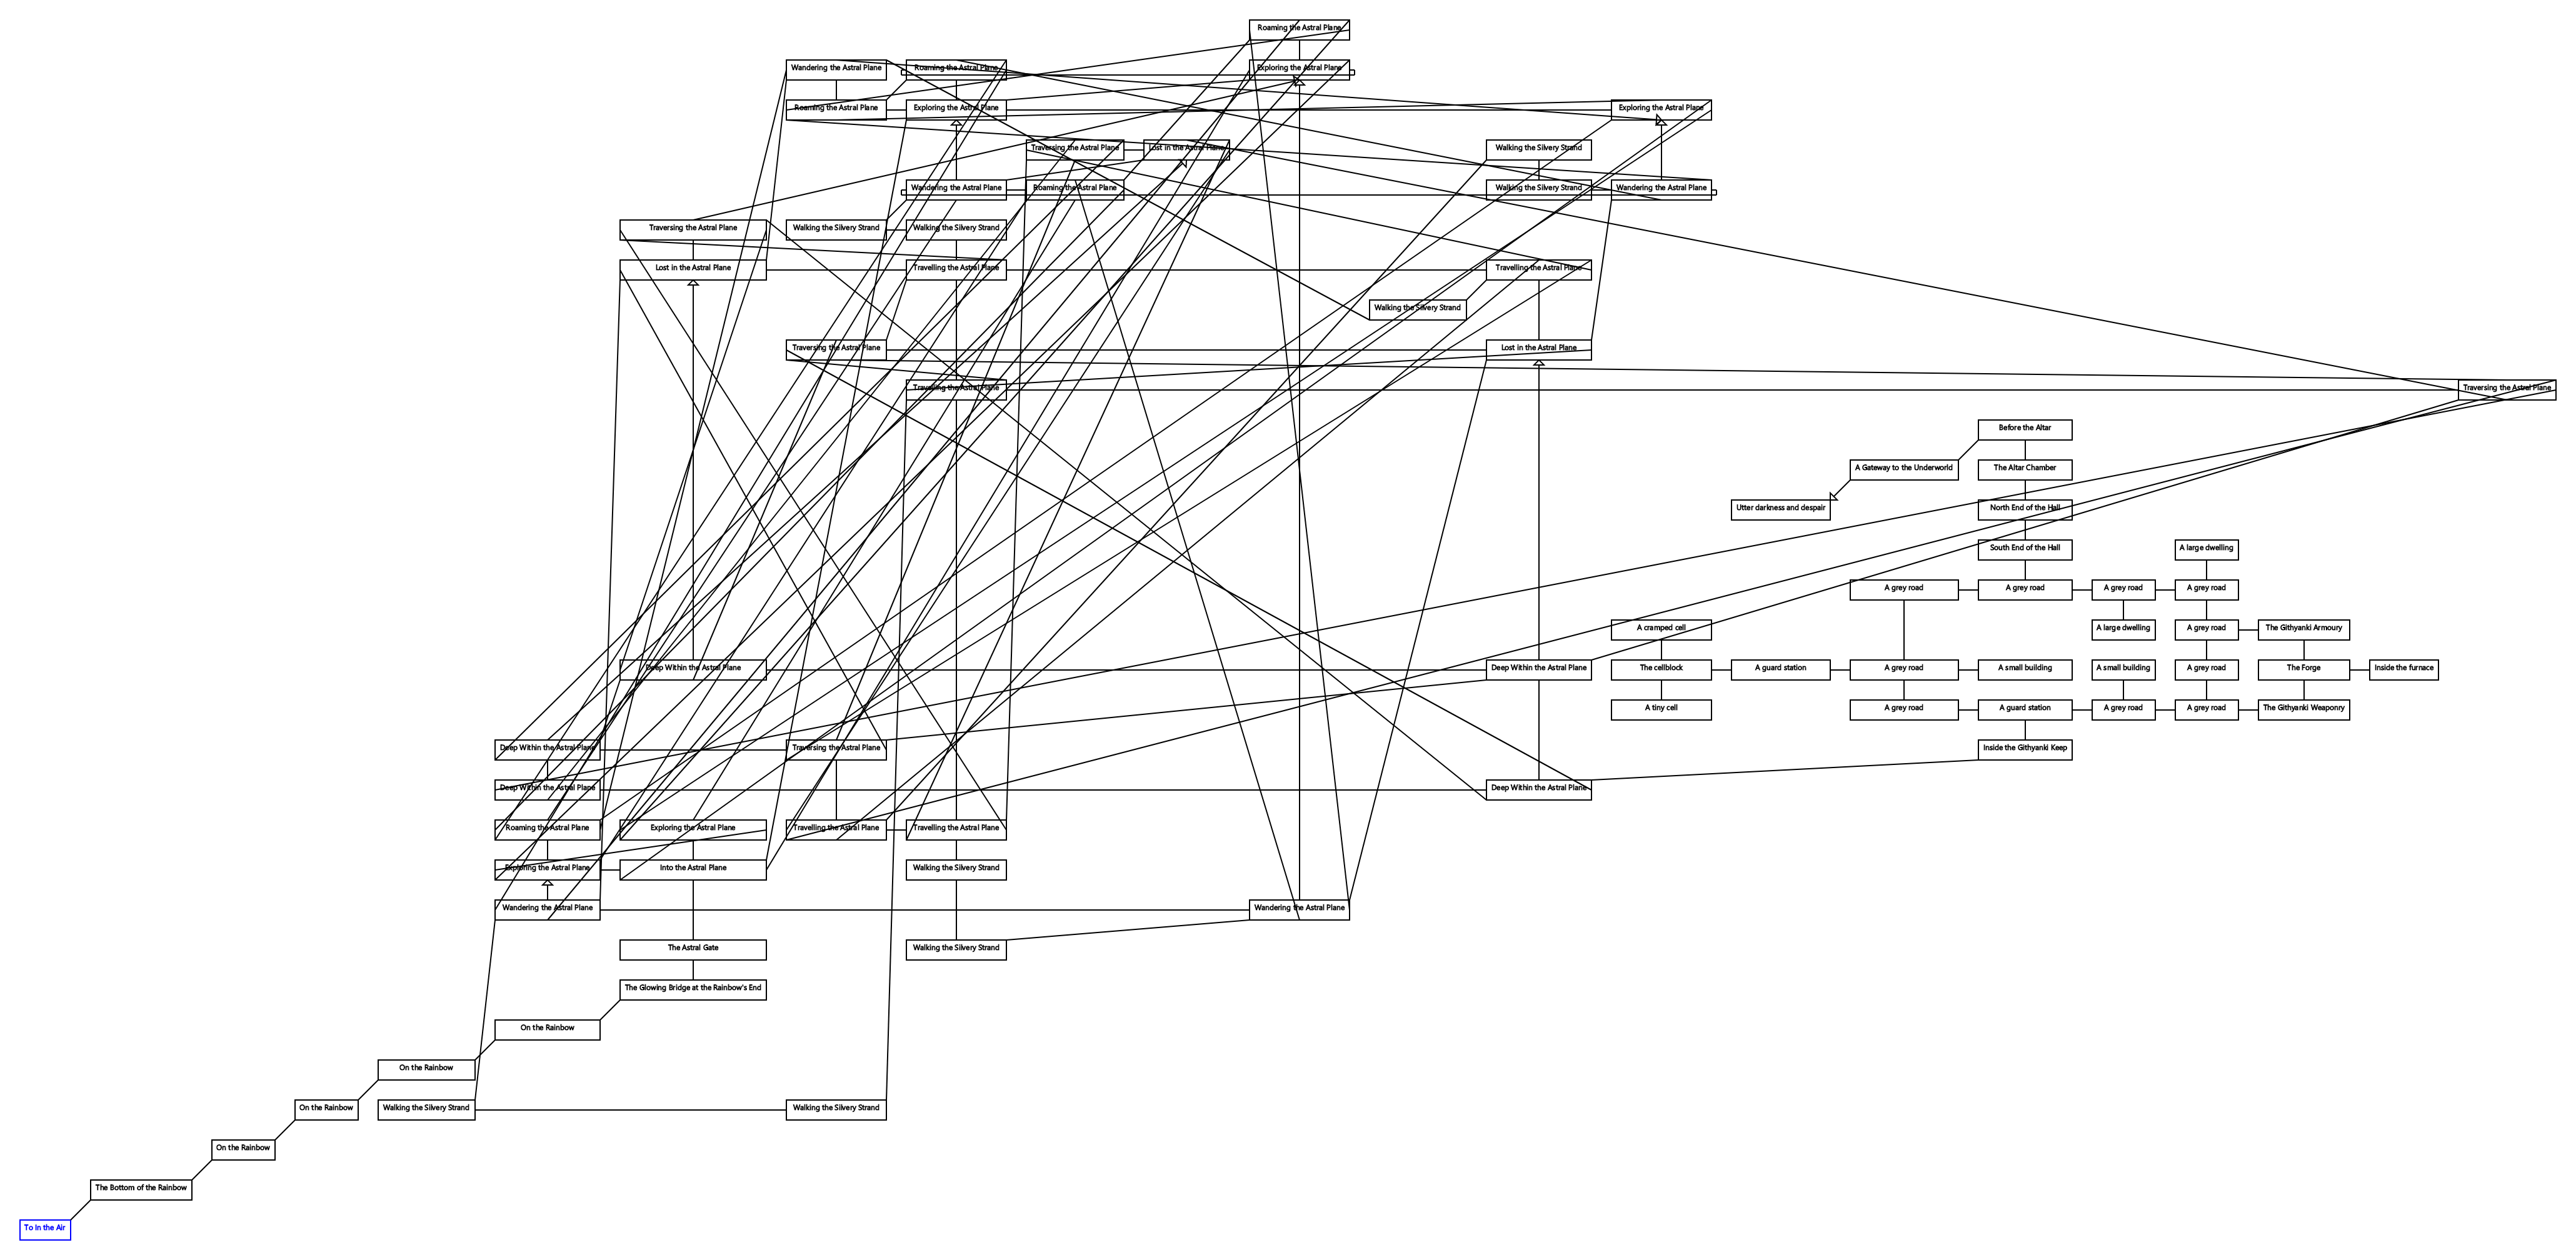 Roaming the Astral Plane
Wandering the Astral Plane
Roaming the Astral Plane
Exploring the Astral Plane
Roaming the Astral Plane
Exploring the Astral Plane
Exploring the Astral Plane
Traversing the Astral Plane
Lost in the Astral Plane
Walking the Silvery Strand
Wandering the Astral Plane
Roaming the Astral Plane
Walking the Silvery Strand
Wandering the Astral Plane
Traversing the Astral Plane
Walking the Silvery Strand
Walking the Silvery Strand
Lost in the Astral Plane
Travelling the Astral Plane
Travelling the Astral Plane
Walking the Silvery Strand
Traversing the Astral Plane
Lost in the Astral Plane
Travelling the Astral Plane
Traversing the Astral Plane
Before the Altar
A Gateway to the Underworld
The Altar Chamber
Utter darkness and despair
North End of the Hall
South End of the Hall
A large dwelling
A grey road
A grey road
A grey road
A grey road
A cramped cell
A large dwelling
A grey road
The Githyanki Armoury
Deep Within the Astral Plane
Deep Within the Astral Plane
The cellblock
A guard station
A grey road
A small building
A small building
A grey road
The Forge
Inside the furnace
A tiny cell
A grey road
A guard station
A grey road
A grey road
The Githyanki Weaponry
Deep Within the Astral Plane
Traversing the Astral Plane
Inside the Githyanki Keep
Deep Within the Astral Plane
Deep Within the Astral Plane
Roaming the Astral Plane
Exploring the Astral Plane
Travelling the Astral Plane
Travelling the Astral Plane
Exploring the Astral Plane
Into the Astral Plane
Walking the Silvery Strand
Wandering the Astral Plane
Wandering the Astral Plane
The Astral Gate
Walking the Silvery Strand
The Glowing Bridge at the Rainbow's End
On the Rainbow
On the Rainbow
On the Rainbow
Walking the Silvery Strand
Walking the Silvery Strand
On the Rainbow
The Bottom of the Rainbow
To In the Air